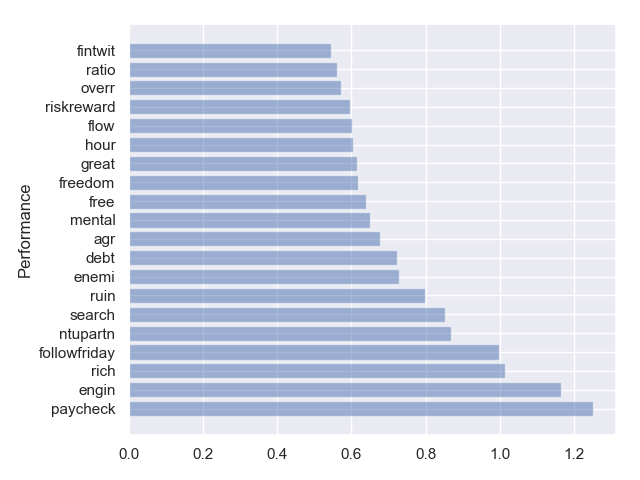 Performance
fintwit
ratio
overr
riskreward
flow
hour
great
freedom
free
mental
agr
debt
enemi
ruin
search
ntupartn
followfriday
rich
engin
paycheck
0.0 0.2 0.4 0.6 0.8 1.0 1.2